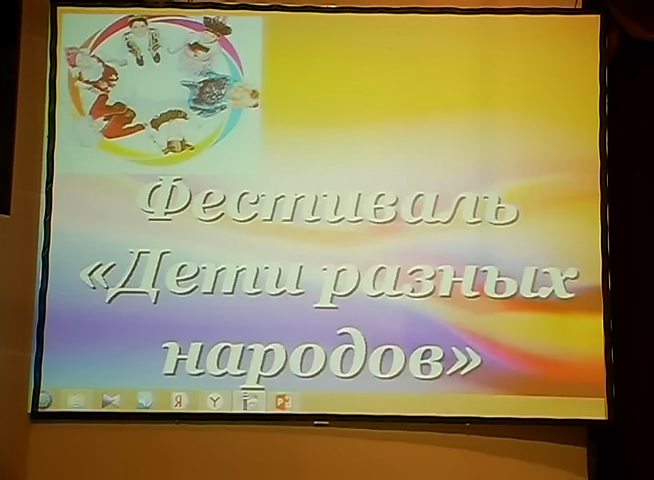 Фестиваль
«Дети разных
народов»